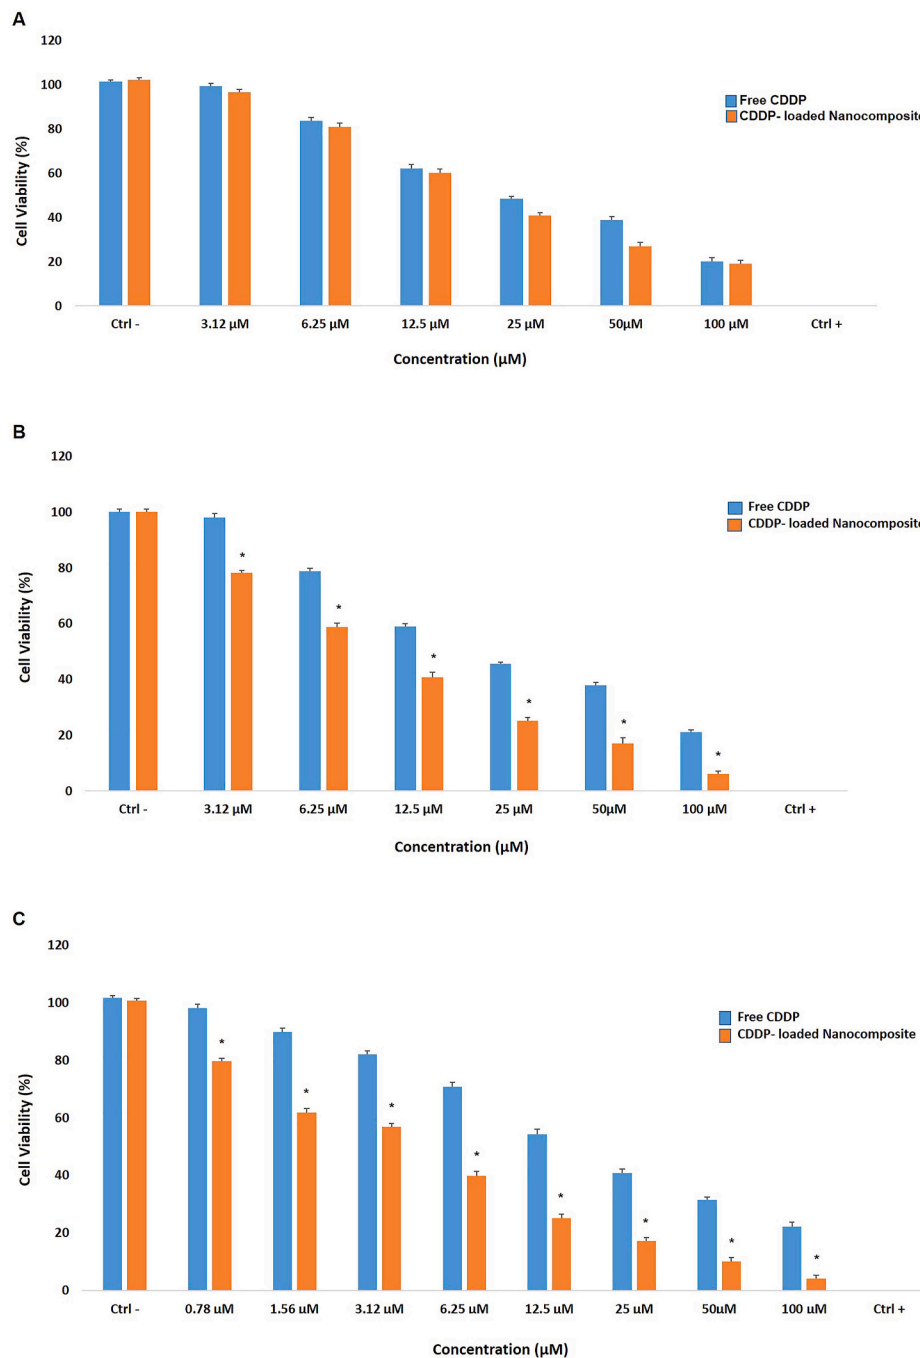 A
120
100
80
60
40
20
0
Cell Viability (%)
Free CDDP
CDDP- loaded Nanocomposite
Ctrl - 3.12 µM 6.25 µM 12.5 µM 25 µM 50µM 100 µM Ctrl +
Concentration (µM)
B
120
100
80
60
40
20
0
Cell Viability (%)
Free CDDP
CDDP- loaded Nanocomposite
* * * * * *
Ctrl - 3.12 µM 6.25 µM 12.5 µM 25 µM 50µM 100 µM Ctrl +
Concentration (µM)
C
120
100
80
60
40
20
0
Cell Viability (%)
Free CDDP
CDDP- loaded Nanocomposite
* * * * * * * *
Ctrl - 0.78 uM 1.56 uM 3.12 uM 6.25 uM 12.5 uM 25 uM 50uM 100 uM Ctrl +
Concentration (µM)